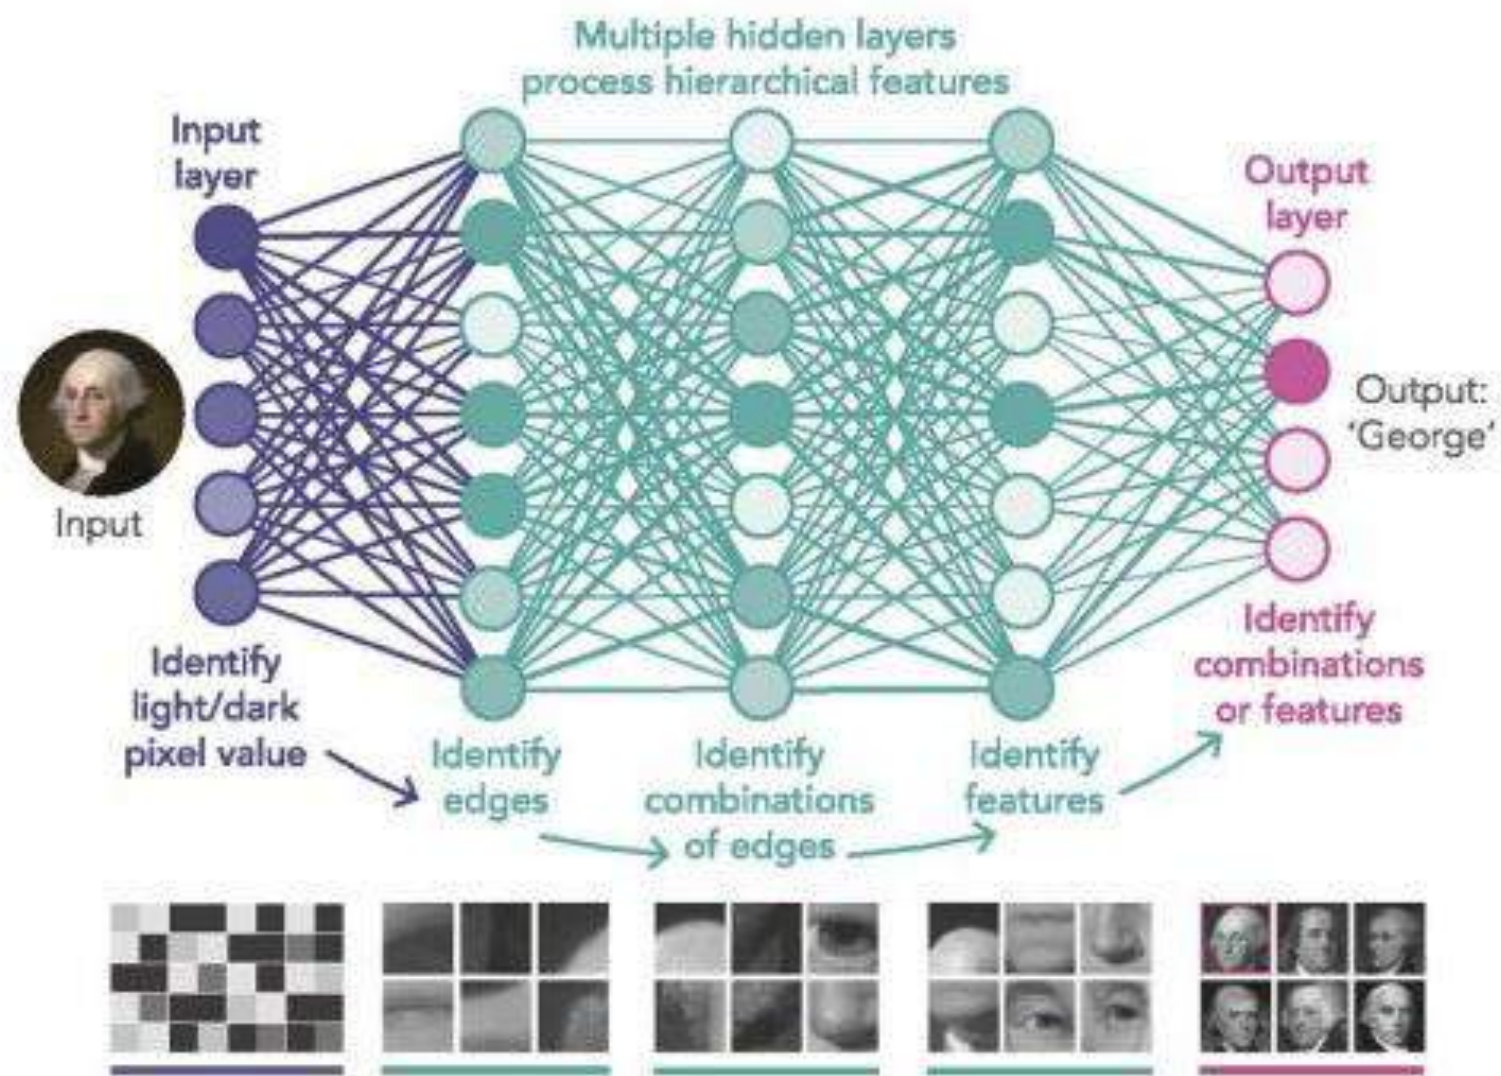 Multiple hidden layers
process hierarchical features
Input
layer
Output
layer
Input
Output:
‘George’
Identify
light/dark
pixel value
Identify
edges
Identify
combinations
of edges
Identify
features
Identify
combinations
or features